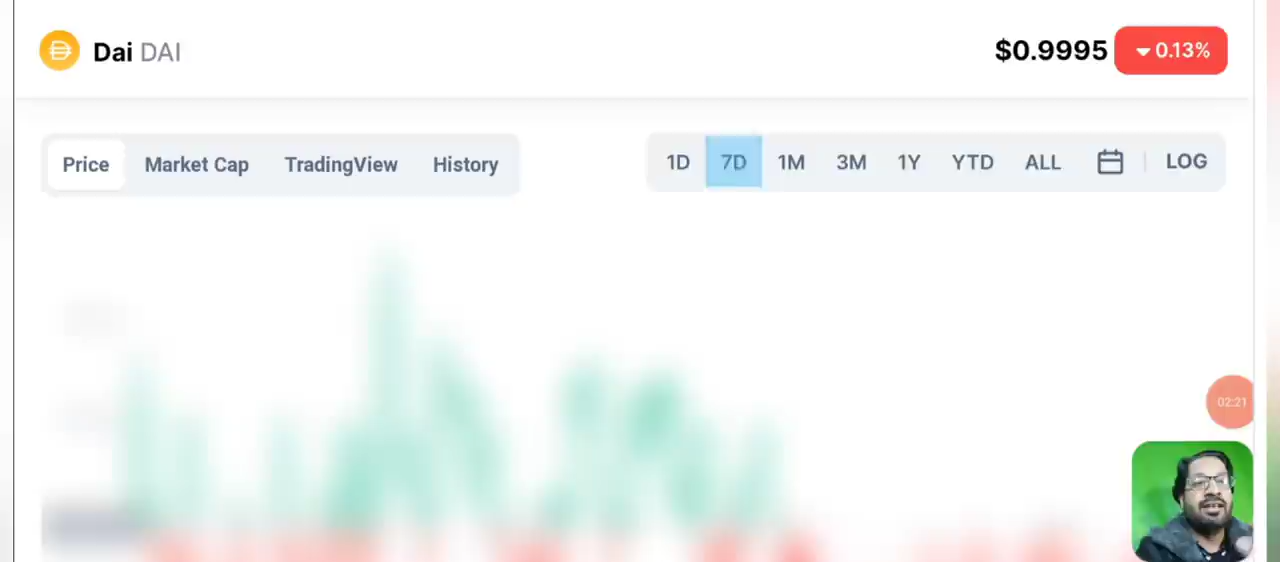 Dai DAI
$0.9995 0.13%
Price Market Cap TradingView History
1D 7D 1M 3M 1Y YTD ALL LOG
02:21